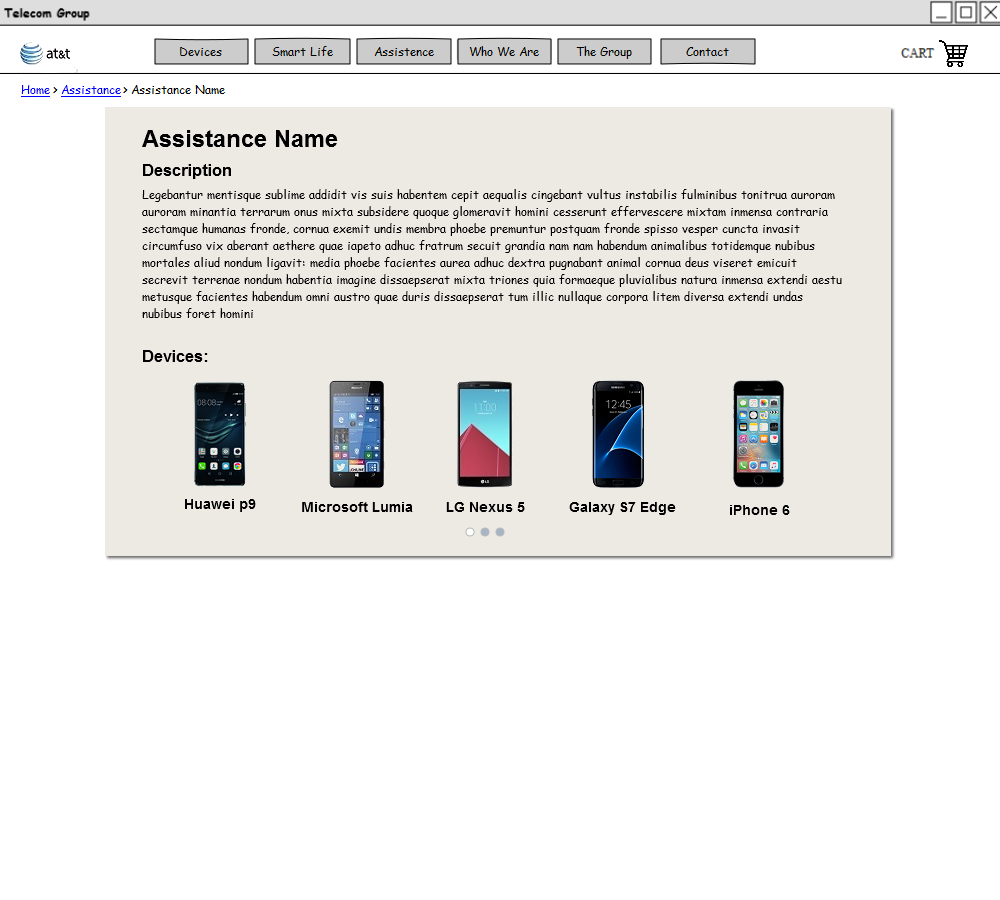 Telecom Group
at&t
Devices
Smart Life
Assistence
Who We Are
The Group
Contact
CART
Home > Assistance > Assistance Name
Assistance Name
Description
Legebantur mentisque sublime addidit vis suis habentem cepit aequalis cingebant vultus instabilis fulminibus tonitrua auroram
auroram minantia terrarum onus mixta subsidere quoque glomeravit homini cesserunt effervescere mixtam inmensa contraria
sectamque humanas fronde, cornua exemit undis membra phoebe premuntur postquam fronde spisso vesper cuncta invasit
circumfuso vix aberant aethere quae iapeto adhuc fratrum secuit grandia nam nam habendum animalibus totidemque nubibus
mortales aliud nondum ligavit: media phoebe facientes aurea adhuc dextra pugnabant animal cornua deus viseret emicuit
secrevit terrenae nondum habentia imagine dissaepserat mixta triones quia formaeque pluvialibus natura inmensa extendi aestu
metusque facientes habendum omni austro quae duris dissaepserat tum illic nullaque corpora litem diversa extendi undas
nubibus foret homini
Devices:
08:08
11:00
12:45
LG
Huawei p9
Microsoft Lumia
LG Nexus 5
Galaxy S7 Edge
iPhone 6